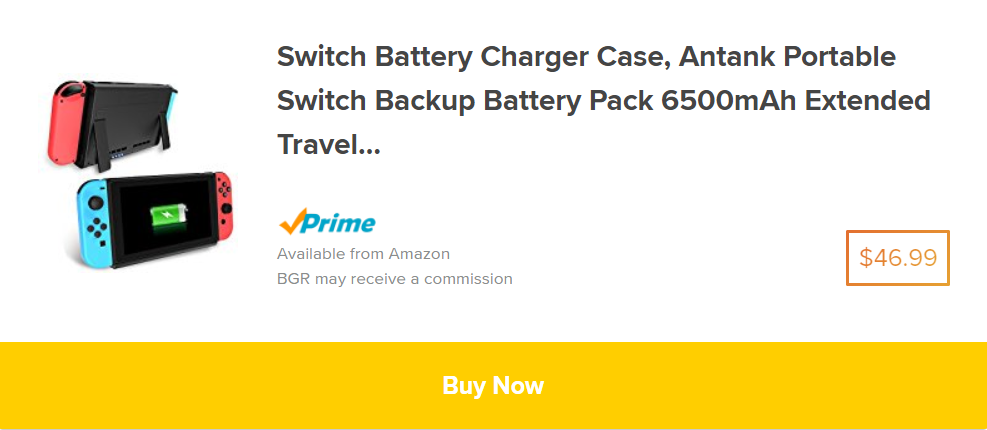 Switch Battery Charger Case, Antank Portable
Switch Backup Battery Pack 6500mAh Extended
Travel...
Prime
Available from Amazon
BGR may receive a commission
$46.99
Buy Now